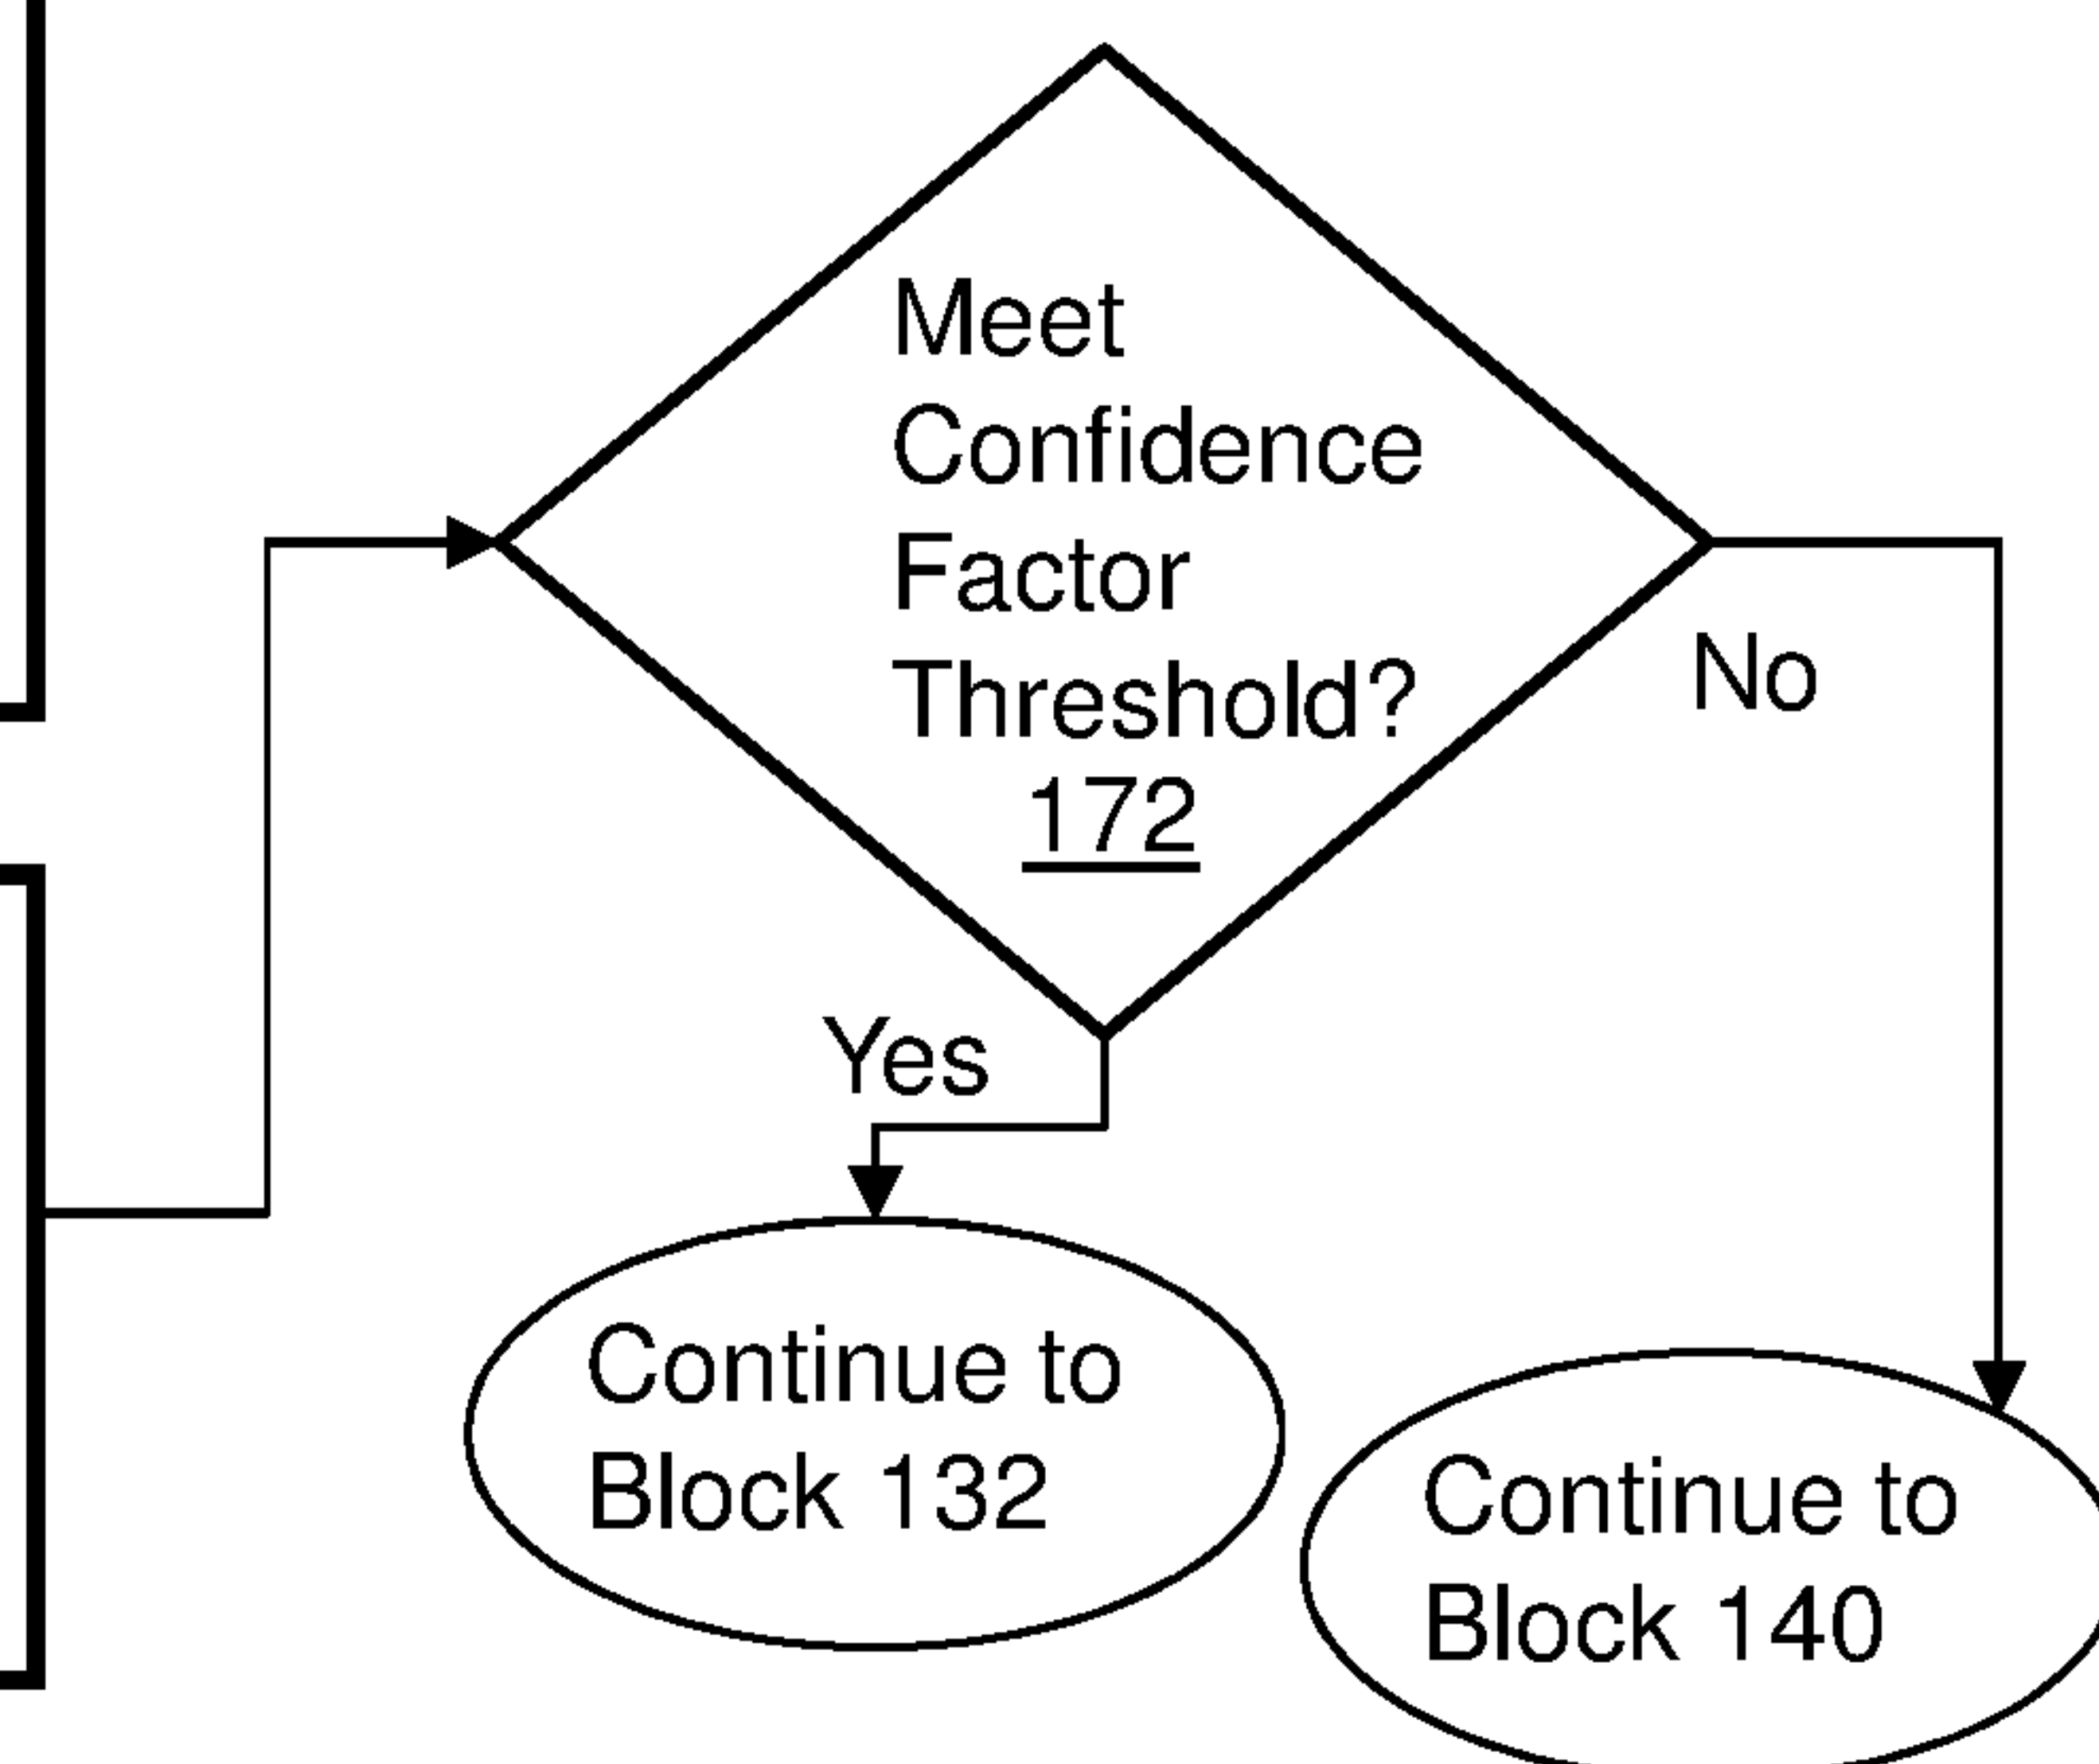 Meet
Confidence
Factor
Threshold?
172
No
Yes
Continue to
Block 132
Continue to
Block 140